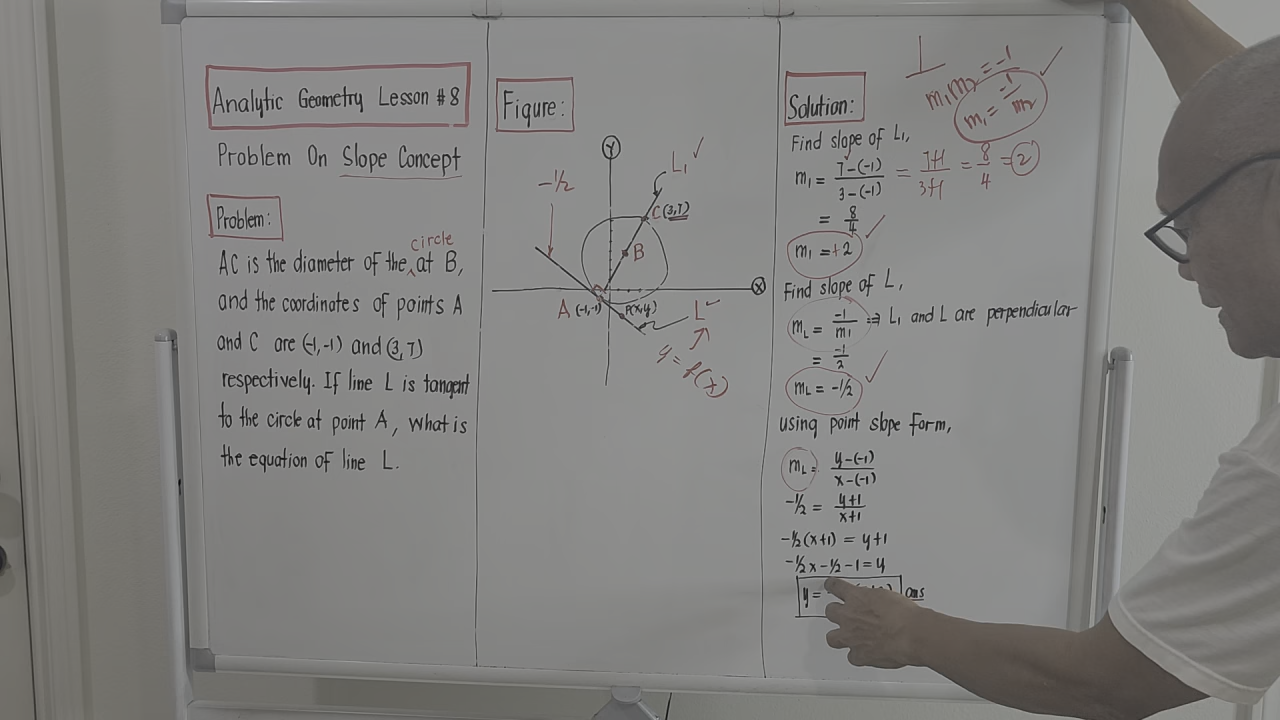 Analytic Geometry Lesson #8
Problem On Slope Concept
Problem:
circle
AC is the diameter of the ^ at B,
and the coordinates of points A
and C are (-1,-1) and (3,7)
respectively. If line L is tangent
to the circle at point A, what is
the equation of line L.
Figure:
Y
L₁ ✓
-1/2
C (3,7)
B
X
A (-1,-1)
P(x,y)
L ✓
y = f(x)
Solution:
⊥
m₁m₂ = -1
m₁ = -1/m₂ ✓
Find slope of L₁,
m₁ = 7-(-1)/3-(-1) = 7+1/3+1 = 8/4 = 2
= 8/4
m₁ = +2 ✓
Find slope of L,
m_L = -1/m₁ ⇒ L₁ and L are perpendicular
= -1/2
m_L = -1/2 ✓
using point slope form,
m_L = y-(-1)/x-(-1)
-1/2 = y+1/x+1
-1/2(x+1) = y+1
-1/2x - 1/2 - 1 = y
y = ans